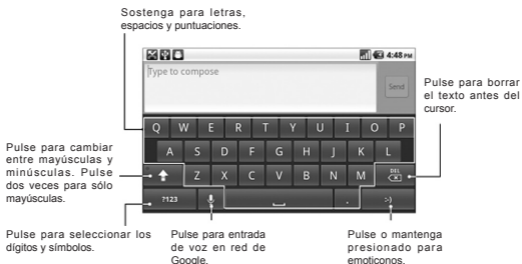 Sostenga para letras,
espacios y puntuaciones.
4:48 PM
Type to compose
Send
Pulse para borrar
el texto antes del
cursor.
Q W E R T Y U I O P
A S D F G H J K L
Z X C V B N M DEL
?123 . :-)
Pulse para cambiar
entre mayúsculas y
minúsculas. Pulse
dos veces para sólo
mayúsculas.
Pulse para seleccionar los
dígitos y símbolos.
Pulse para entrada
de voz en red de
Google.
Pulse o mantenga
presionado para
emoticonos.